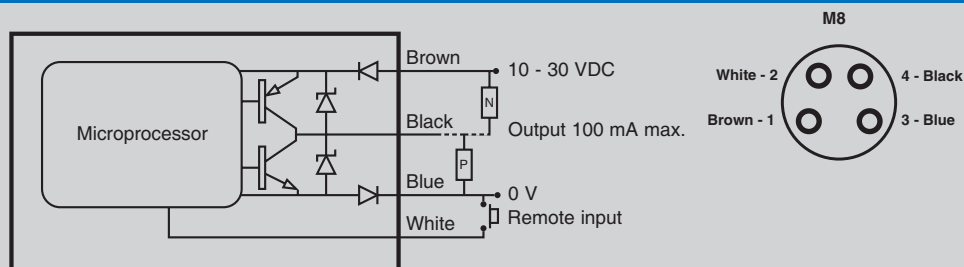 Microprocessor
Brown
10 - 30 VDC
N
Black
Output 100 mA max.
P
Blue
0 V
Remote input
White
M8
White - 2
4 - Black
Brown - 1
3 - Blue